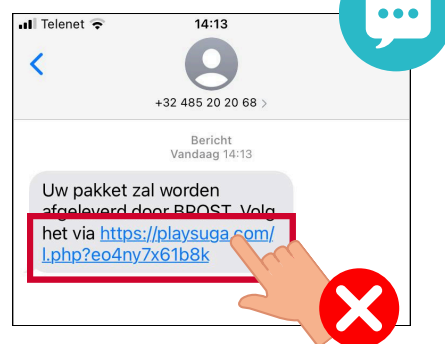 Telenet
14:13
+32 485 20 20 68 >
Bericht
Vandaag 14:13
Uw pakket zal worden
afgeleverd door BPOST. Volg
het via https://playsuga.com/
l.php?eo4ny7x61b8k